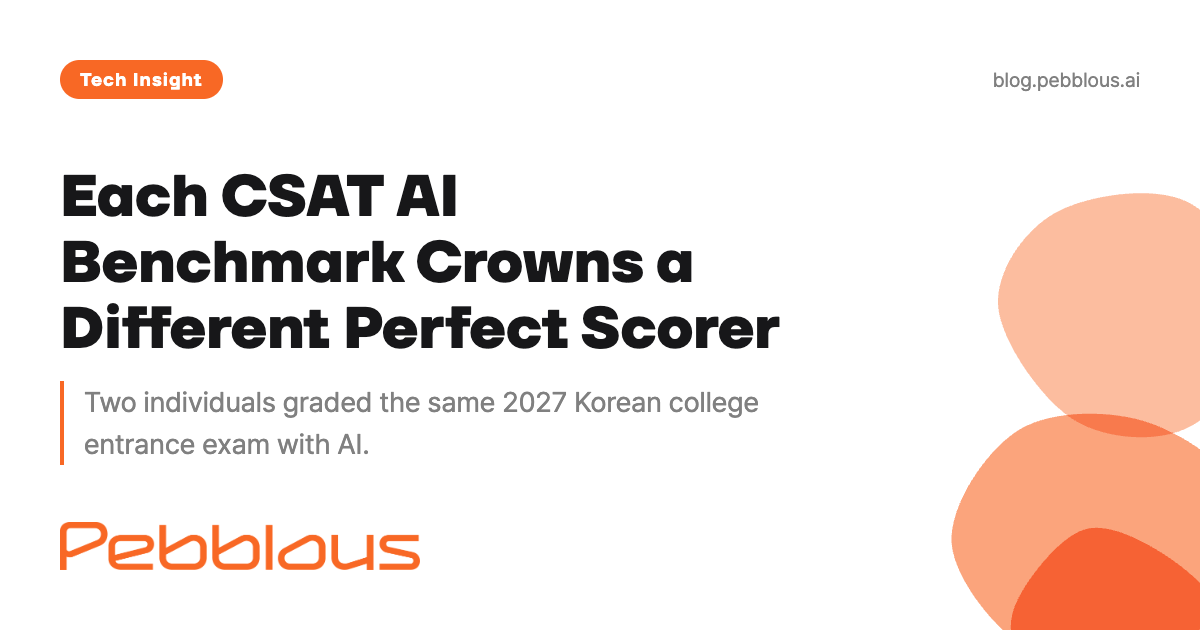 Tech Insight
blog.pebblous.ai
Each CSAT AI
Benchmark Crowns a
Different Perfect Scorer
Two individuals graded the same 2027 Korean college
entrance exam with AI.
Pebblous